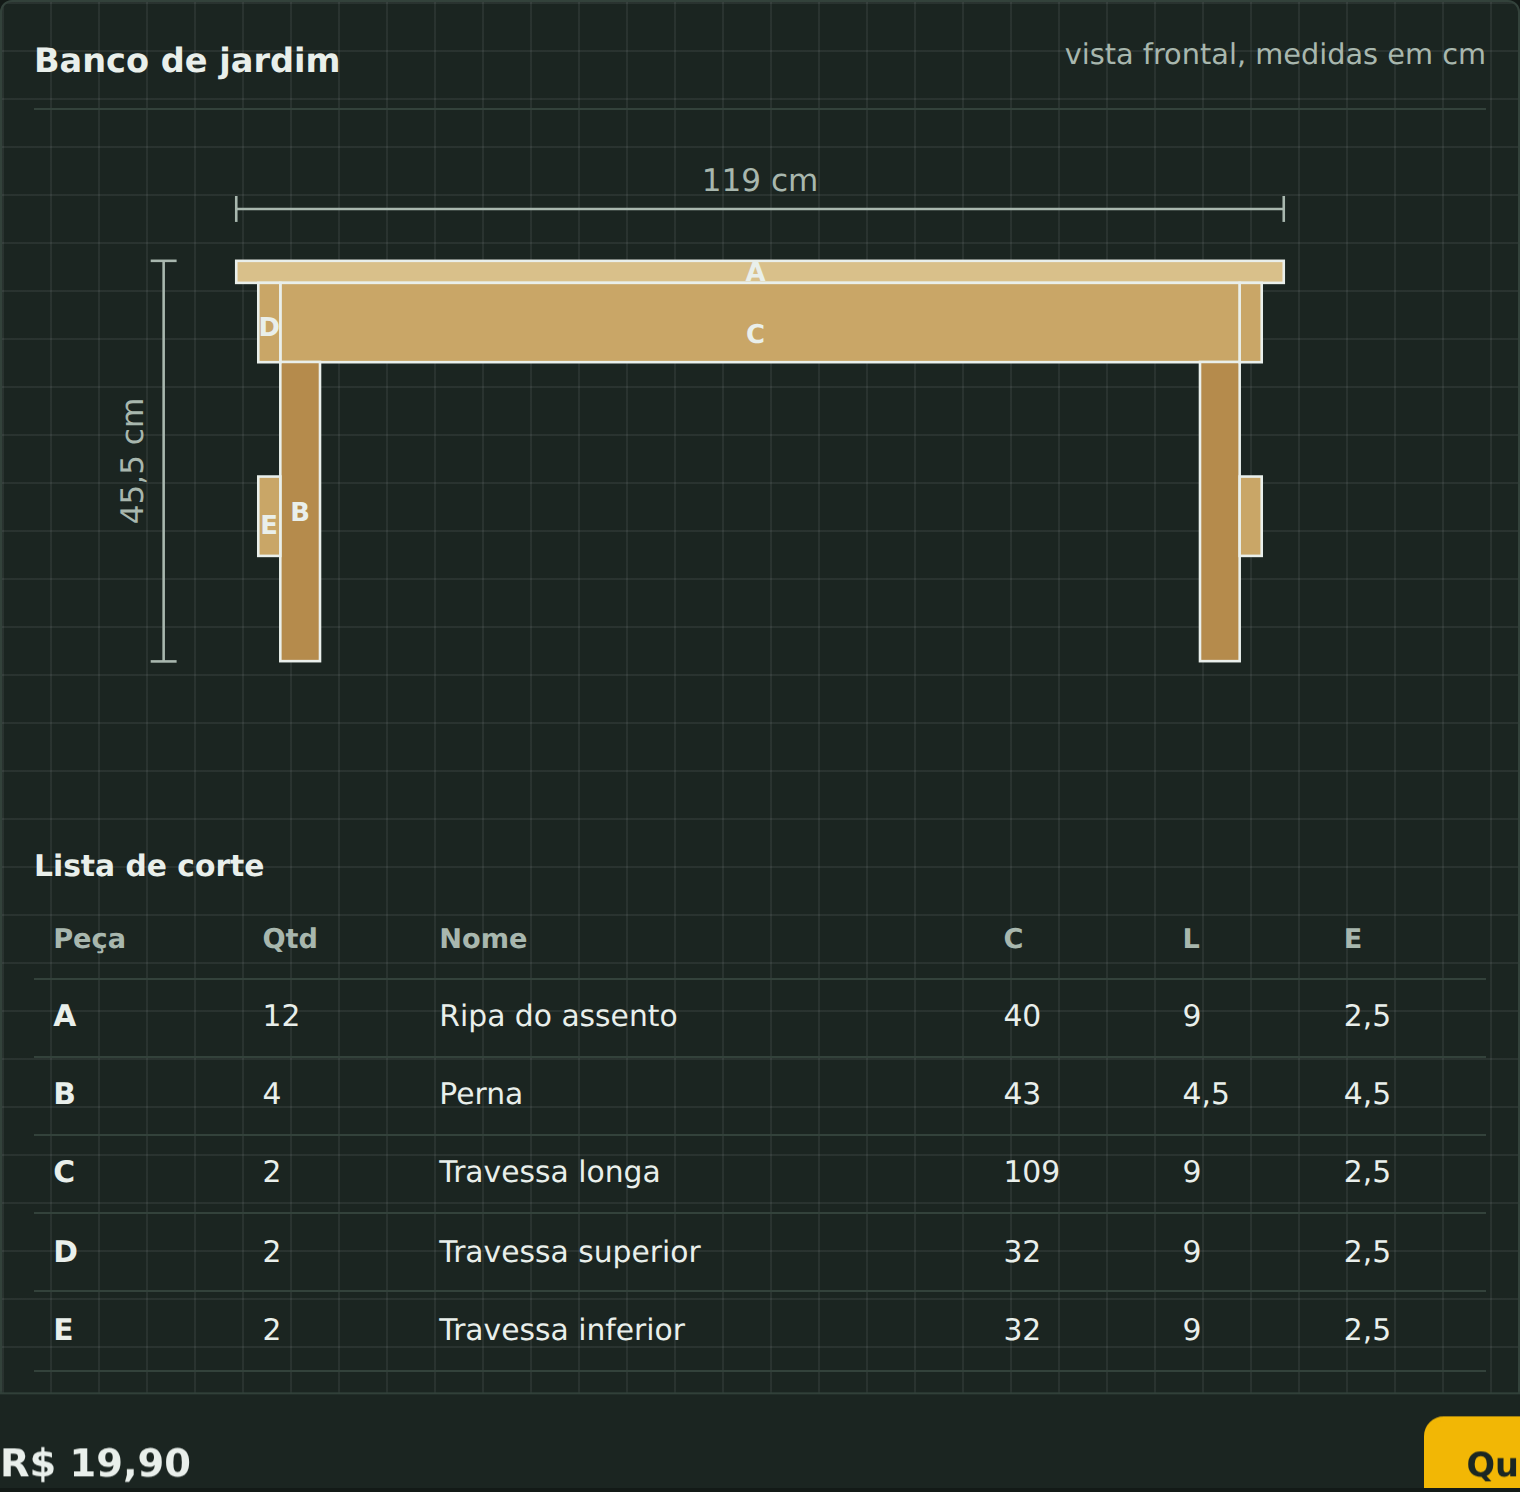 Banco de jardim
vista frontal, medidas em cm
119 cm
A
D
C
45,5 cm
B
E
Lista de corte
Peça Qtd Nome C L E
A 12 Ripa do assento 40 9 2,5
B 4 Perna 43 4,5 4,5
C 2 Travessa longa 109 9 2,5
D 2 Travessa superior 32 9 2,5
E 2 Travessa inferior 32 9 2,5
R$ 19,90
Qu